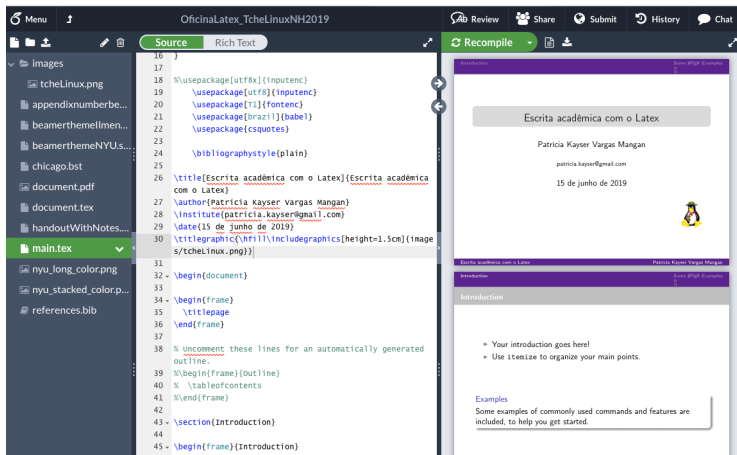 Menu
OficinaLatex_TcheLinuxNH2019
Review
Share
Submit
History
Chat
Source
Rich Text
Recompile
images
tcheLinux.png
appendixnumberbe...
beamerthemeIlmen...
beamerthemeNYU.s...
chicago.bst
document.pdf
document.tex
handoutWithNotes....
main.tex
nyu_long_color.png
nyu_stacked_color.p...
references.bib
16 }
17
18 %\usepackage[utf8x]{inputenc}
19 \usepackage[utf8]{inputenc}
20 \usepackage[T1]{fontenc}
21 \usepackage[brazil]{babel}
22 \usepackage{csquotes}
23
24 \bibliographystyle{plain}
25
26 \title[Escrita acadêmica com o Latex]{Escrita acadêmica
com o Latex}
27 \author{Patrícia Kayser Vargas Mangan}
28 \institute{patricia.kayser@gmail.com}
29 \date{15 de junho de 2019}
30 \titlegraphic{\hfill\includegraphics[height=1.5cm]{image
s/tcheLinux.png}}
31
32 \begin{document}
33
34 \begin{frame}
35 \titlepage
36 \end{frame}
37
38 % Uncomment these lines for an automatically generated
outline.
39 %\begin{frame}{Outline}
40 % \tableofcontents
41 %\end{frame}
42
43 \section{Introduction}
44
45 \begin{frame}{Introduction}
Introduction
Some LATEX Examples
Escrita acadêmica com o Latex
Patrícia Kayser Vargas Mangan
patricia.kayser@gmail.com
15 de junho de 2019
Escrita acadêmica com o Latex
Patrícia Kayser Vargas Mangan
Introduction
Some LATEX Examples
Introduction
Your introduction goes here!
Use itemize to organize your main points.
Examples
Some examples of commonly used commands and features are
included, to help you get started.